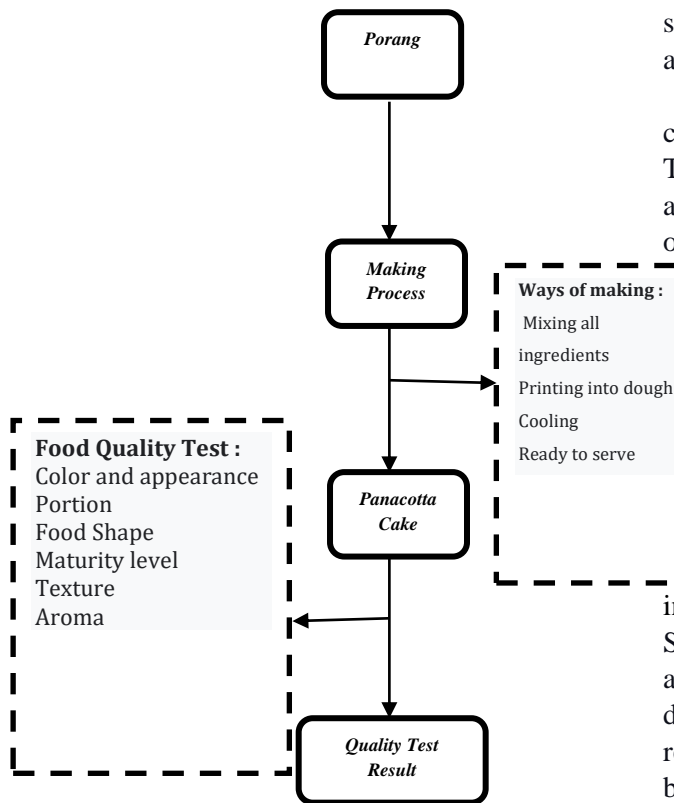 Porang
Making
Process
Ways of making :
Mixing all
ingredients
Printing into dough
Cooling
Ready to serve
Food Quality Test :
Color and appearance
Portion
Food Shape
Maturity level
Texture
Aroma
Panacotta
Cake
Quality Test
Result